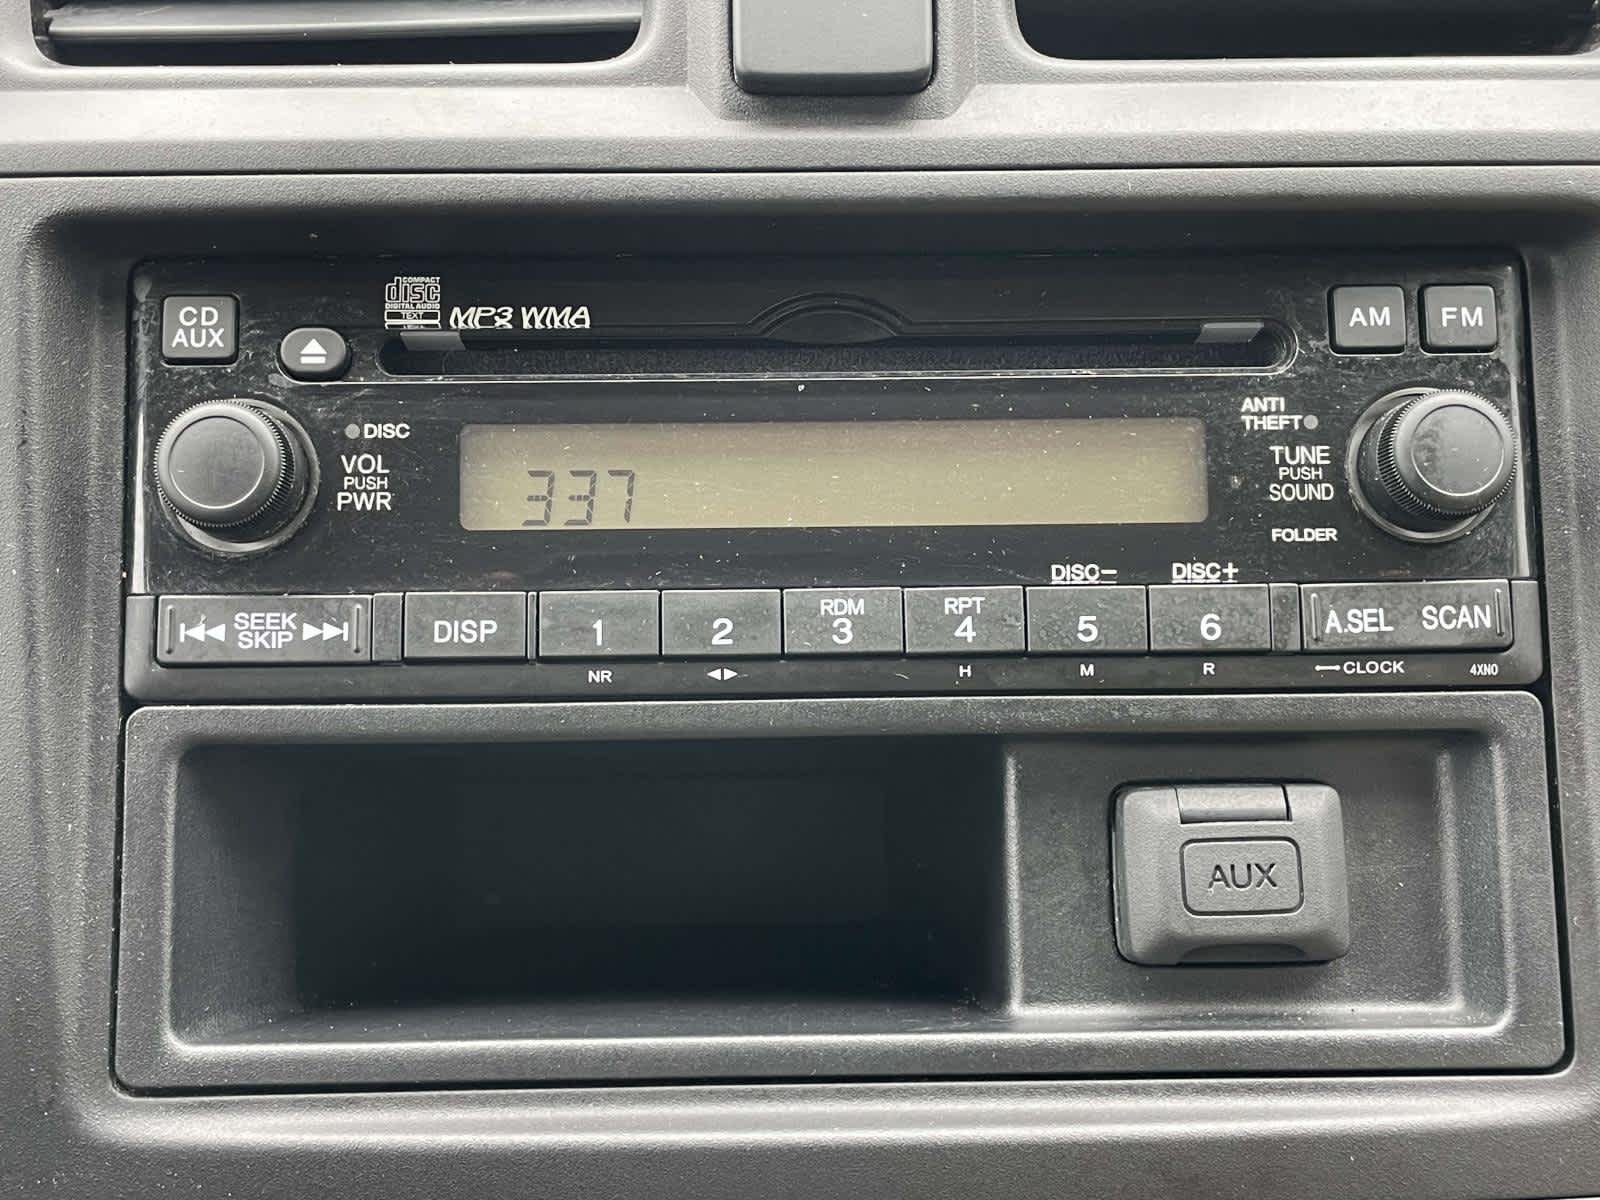 COMPACT
disc
DIGITAL AUDIO
TEXT
MP3 WMA
CD
AUX
AM
FM
DISC
VOL
PUSH
PWR
337
ANTI
THEFT
TUNE
PUSH
SOUND
FOLDER
DISC-
DISC+
SEEK
SKIP
DISP
1
2
RDM
3
RPT
4
5
6
A.SEL
SCAN
NR
H
M
R
CLOCK
4XN0
AUX